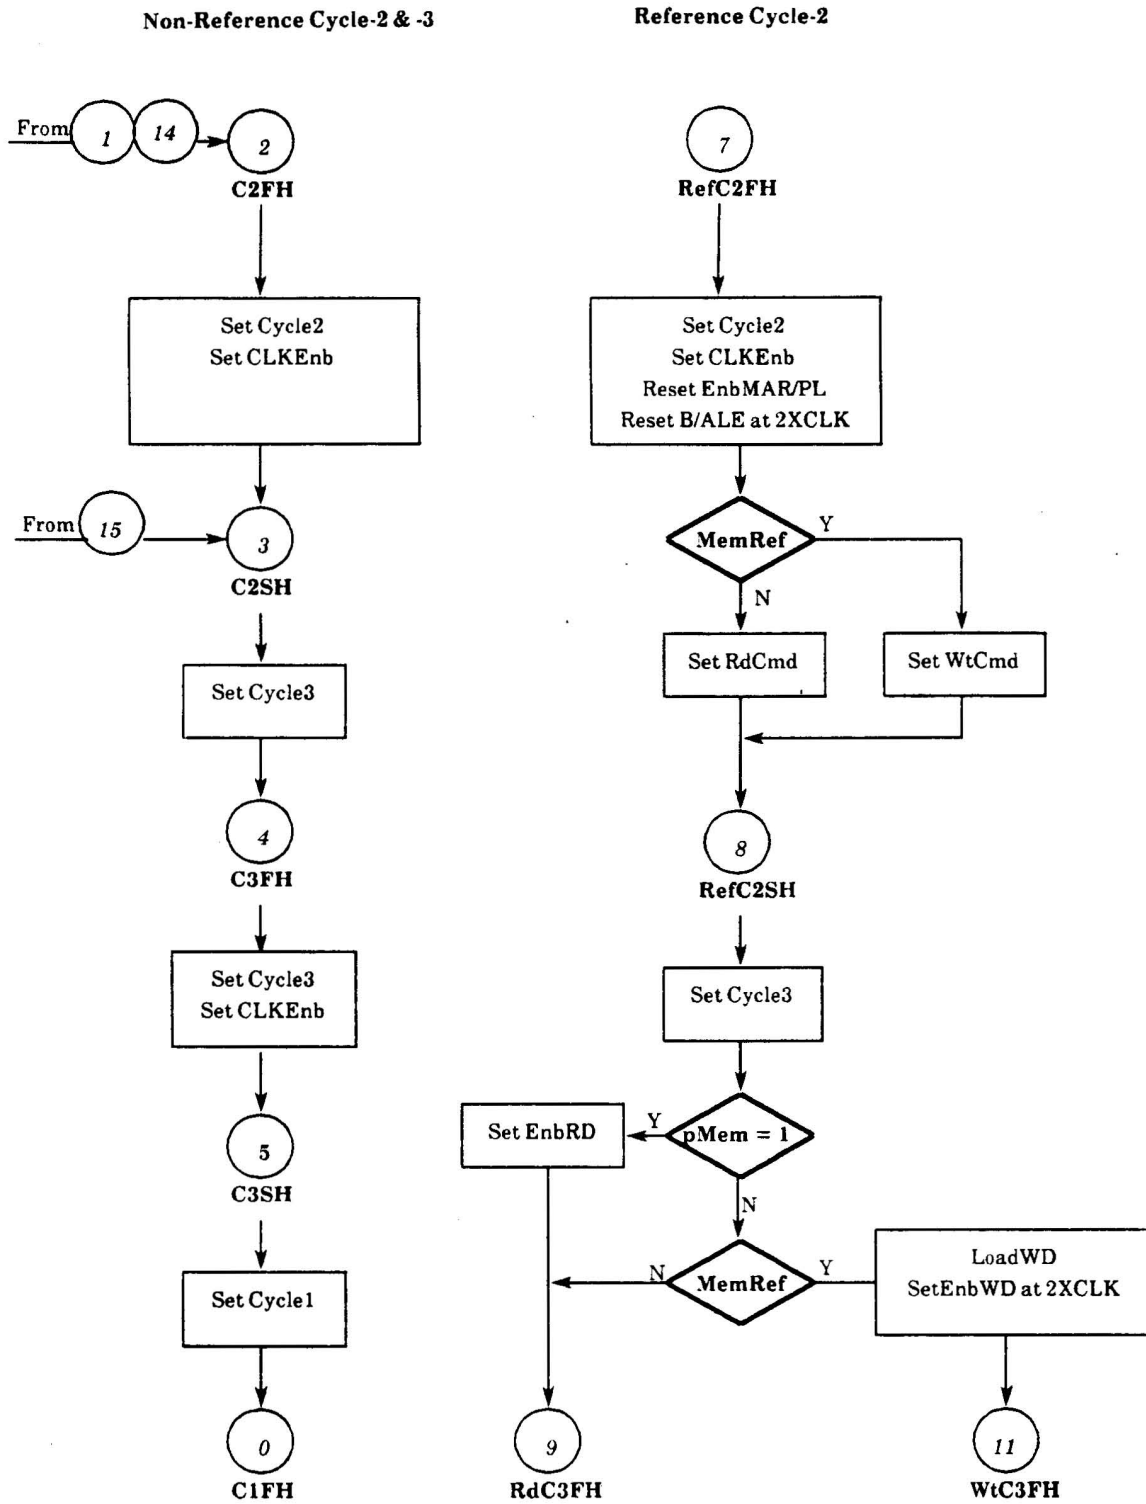 Non-Reference Cycle-2 & -3
Reference Cycle-2
From
1
14
2
C2FH
Set Cycle2
Set CLKEnb
From
15
3
C2SH
Set Cycle3
4
C3FH
Set Cycle3
Set CLKEnb
5
C3SH
Set Cycle1
0
C1FH
7
RefC2FH
Set Cycle2
Set CLKEnb
Reset EnbMAR/PL
Reset B/ALE at 2XCLK
MemRef
Y
N
Set RdCmd
Set WtCmd
8
RefC2SH
Set Cycle3
pMem = 1
Y
Set EnbRD
N
MemRef
N
Y
LoadWD
SetEnbWD at 2XCLK
9
RdC3FH
11
WtC3FH